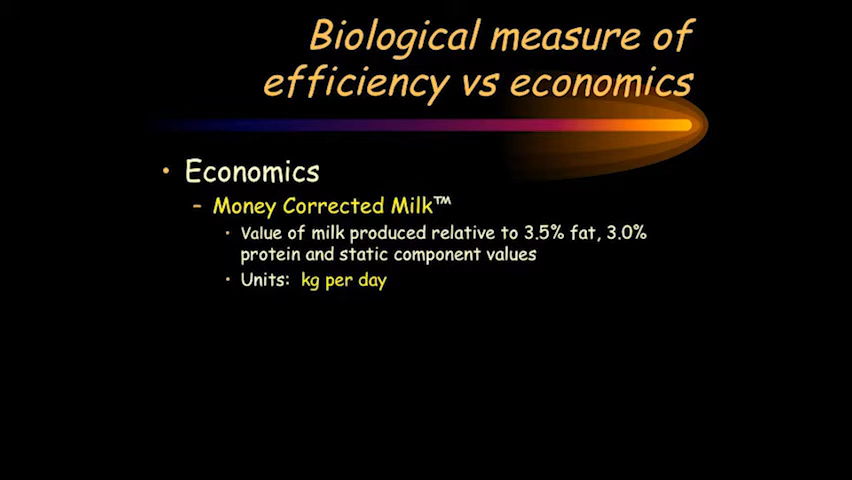 Biological measure of
efficiency vs economics
• Economics
– Money Corrected Milk™
• Value of milk produced relative to 3.5% fat, 3.0%
protein and static component values
• Units: kg per day